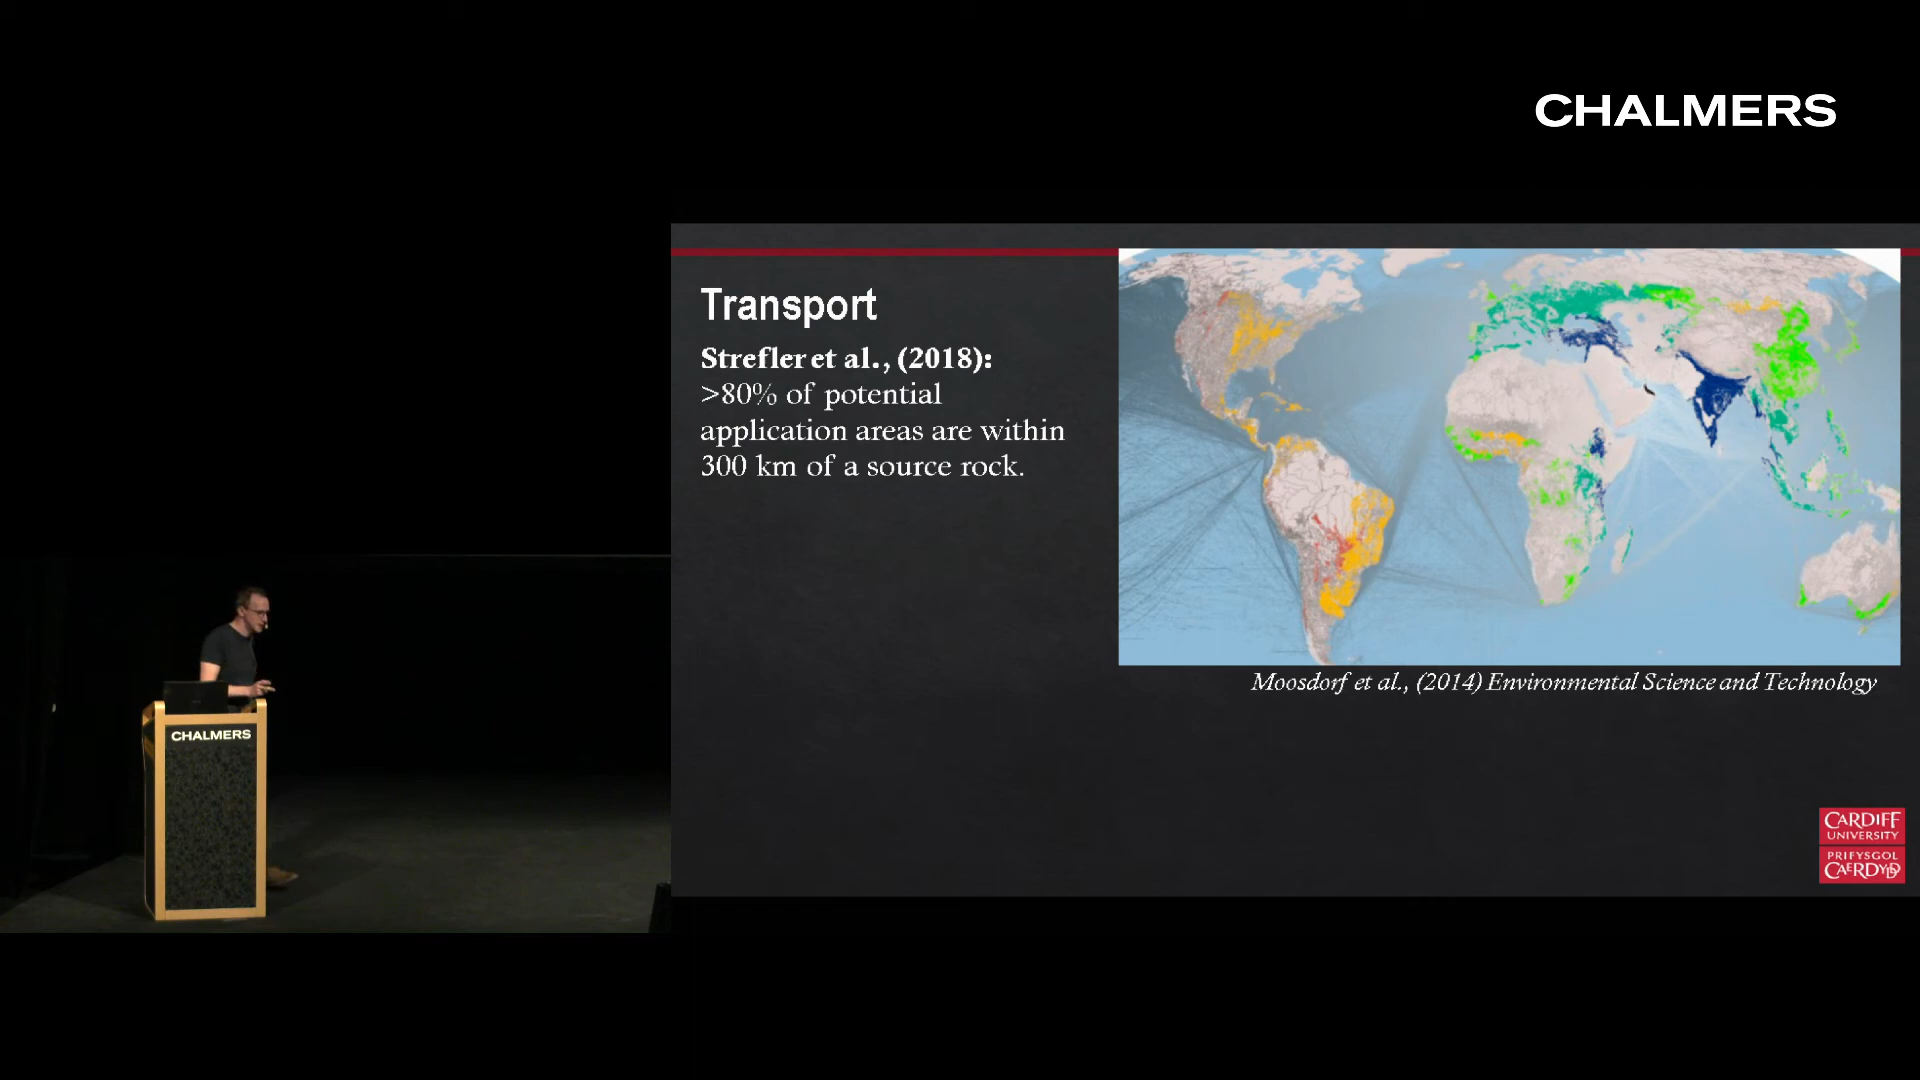 CHALMERS
Transport
Strefler et al., (2018):
>80% of potential
application areas are within
300 km of a source rock.
Moosdorf et al., (2014) Environmental Science and Technology
CHALMERS
CARDIFF
UNIVERSITY
PRIFYSGOL
CAERDYDD